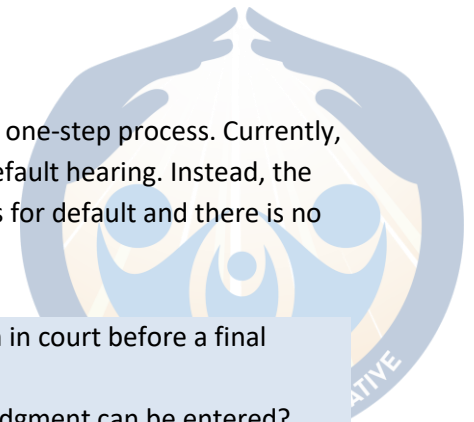 one-step process. Currently,
efault hearing. Instead, the
s for default and there is no
in court before a final
dgment can be entered?
ATIVE